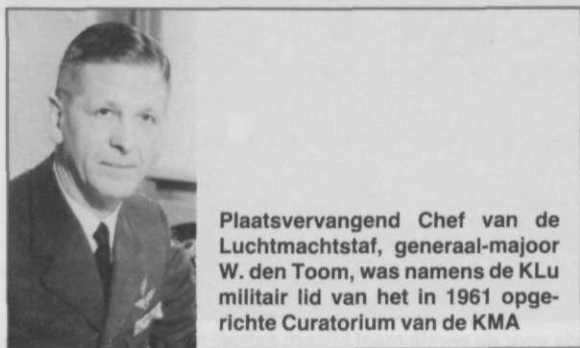 Plaatsvervangend Chef van de
Luchtmachtstaf, generaal-majoor
W. den Toom, was namens de KLu
militair lid van het in 1961 opge-
richte Curatorium van de KMA